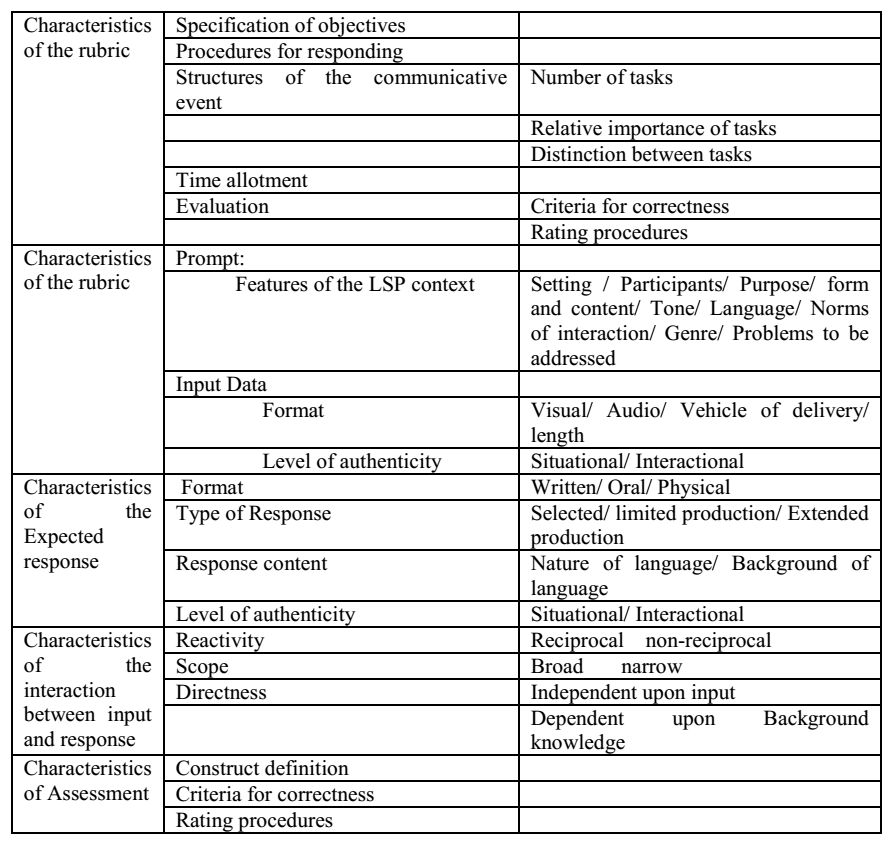 Characteristics of the rubric
Specification of objectives
Procedures for responding
Structures of the communicative event
Number of tasks
Relative importance of tasks
Distinction between tasks
Time allotment
Evaluation
Criteria for correctness
Rating procedures
Characteristics of the rubric
Prompt:
Features of the LSP context
Setting / Participants/ Purpose/ form
and content/ Tone/ Language/ Norms
of interaction/ Genre/ Problems to be
addressed
Input Data
Format
Visual/ Audio/ Vehicle of delivery/
length
Level of authenticity
Situational/ Interactional
Characteristics
of the
Expected
response
Format
Written/ Oral/ Physical
Type of Response
Selected/ limited production/ Extended
production
Response content
Nature of language/ Background of
language
Level of authenticity
Situational/ Interactional
Characteristics
of the
interaction
between input
and response
Reactivity
Reciprocal non-reciprocal
Scope
Broad narrow
Directness
Independent upon input
Dependent upon Background
knowledge
Characteristics
of Assessment
Construct definition
Criteria for correctness
Rating procedures